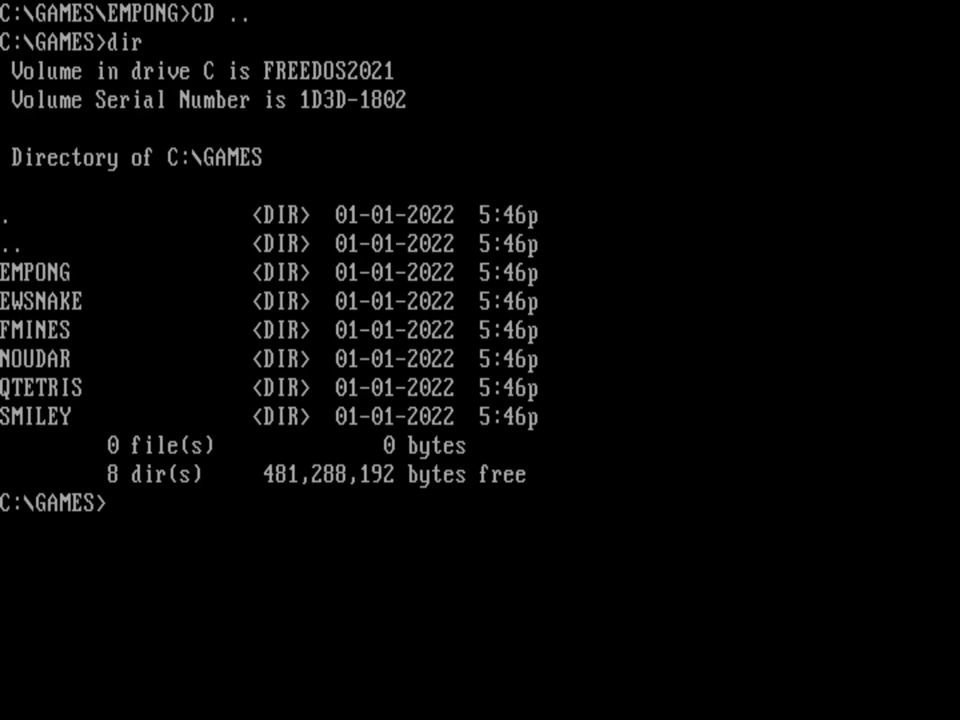 C:\GAMES\EMPONG>CD ..
C:\GAMES>dir
Volume in drive C is FREEDOS2021
Volume Serial Number is 1D3D-1802
Directory of C:\GAMES
. <DIR> 01-01-2022 5:46p
.. <DIR> 01-01-2022 5:46p
EMPONG <DIR> 01-01-2022 5:46p
EWSNAKE <DIR> 01-01-2022 5:46p
FMINES <DIR> 01-01-2022 5:46p
NOUDAR <DIR> 01-01-2022 5:46p
QTETRIS <DIR> 01-01-2022 5:46p
SMILEY <DIR> 01-01-2022 5:46p
0 file(s) 0 bytes
8 dir(s) 481,288,192 bytes free
C:\GAMES>